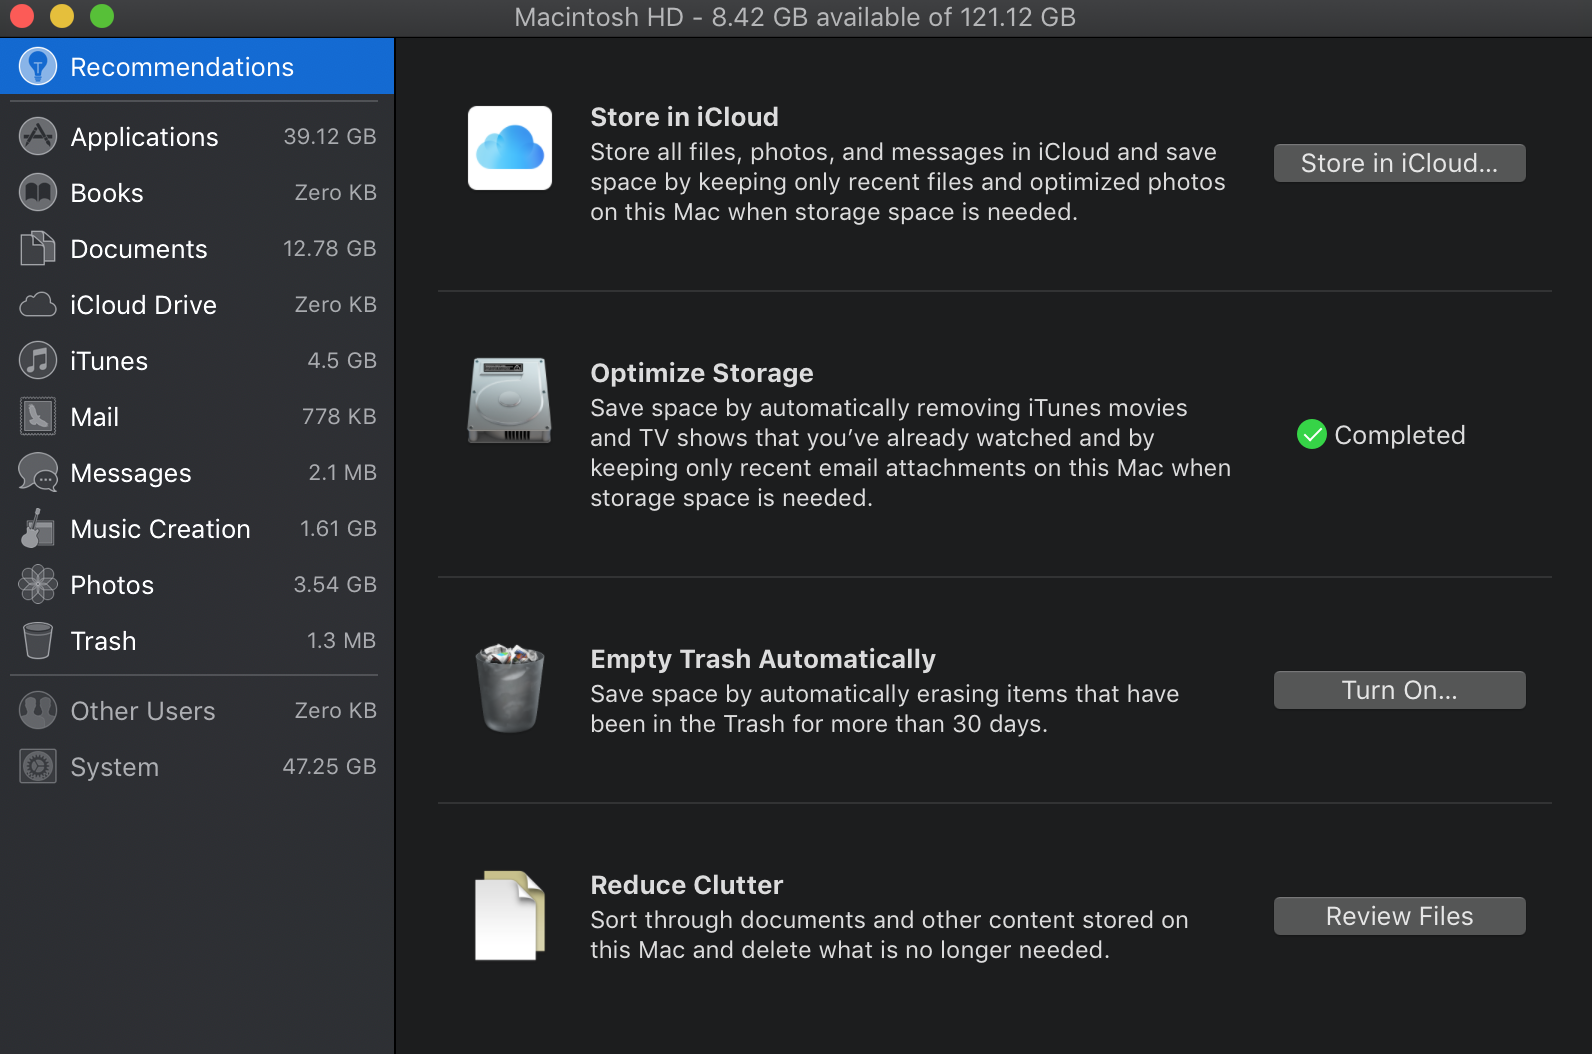 Macintosh HD - 8.42 GB available of 121.12 GB
Recommendations
Applications 39.12 GB
Books Zero KB
Documents 12.78 GB
iCloud Drive Zero KB
iTunes 4.5 GB
Mail 778 KB
Messages 2.1 MB
Music Creation 1.61 GB
Photos 3.54 GB
Trash 1.3 MB
Other Users Zero KB
System 47.25 GB
Store in iCloud
Store all files, photos, and messages in iCloud and save
space by keeping only recent files and optimized photos
on this Mac when storage space is needed.
Store in iCloud...
Optimize Storage
Save space by automatically removing iTunes movies
and TV shows that you’ve already watched and by
keeping only recent email attachments on this Mac when
storage space is needed.
Completed
Empty Trash Automatically
Save space by automatically erasing items that have
been in the Trash for more than 30 days.
Turn On...
Reduce Clutter
Sort through documents and other content stored on
this Mac and delete what is no longer needed.
Review Files